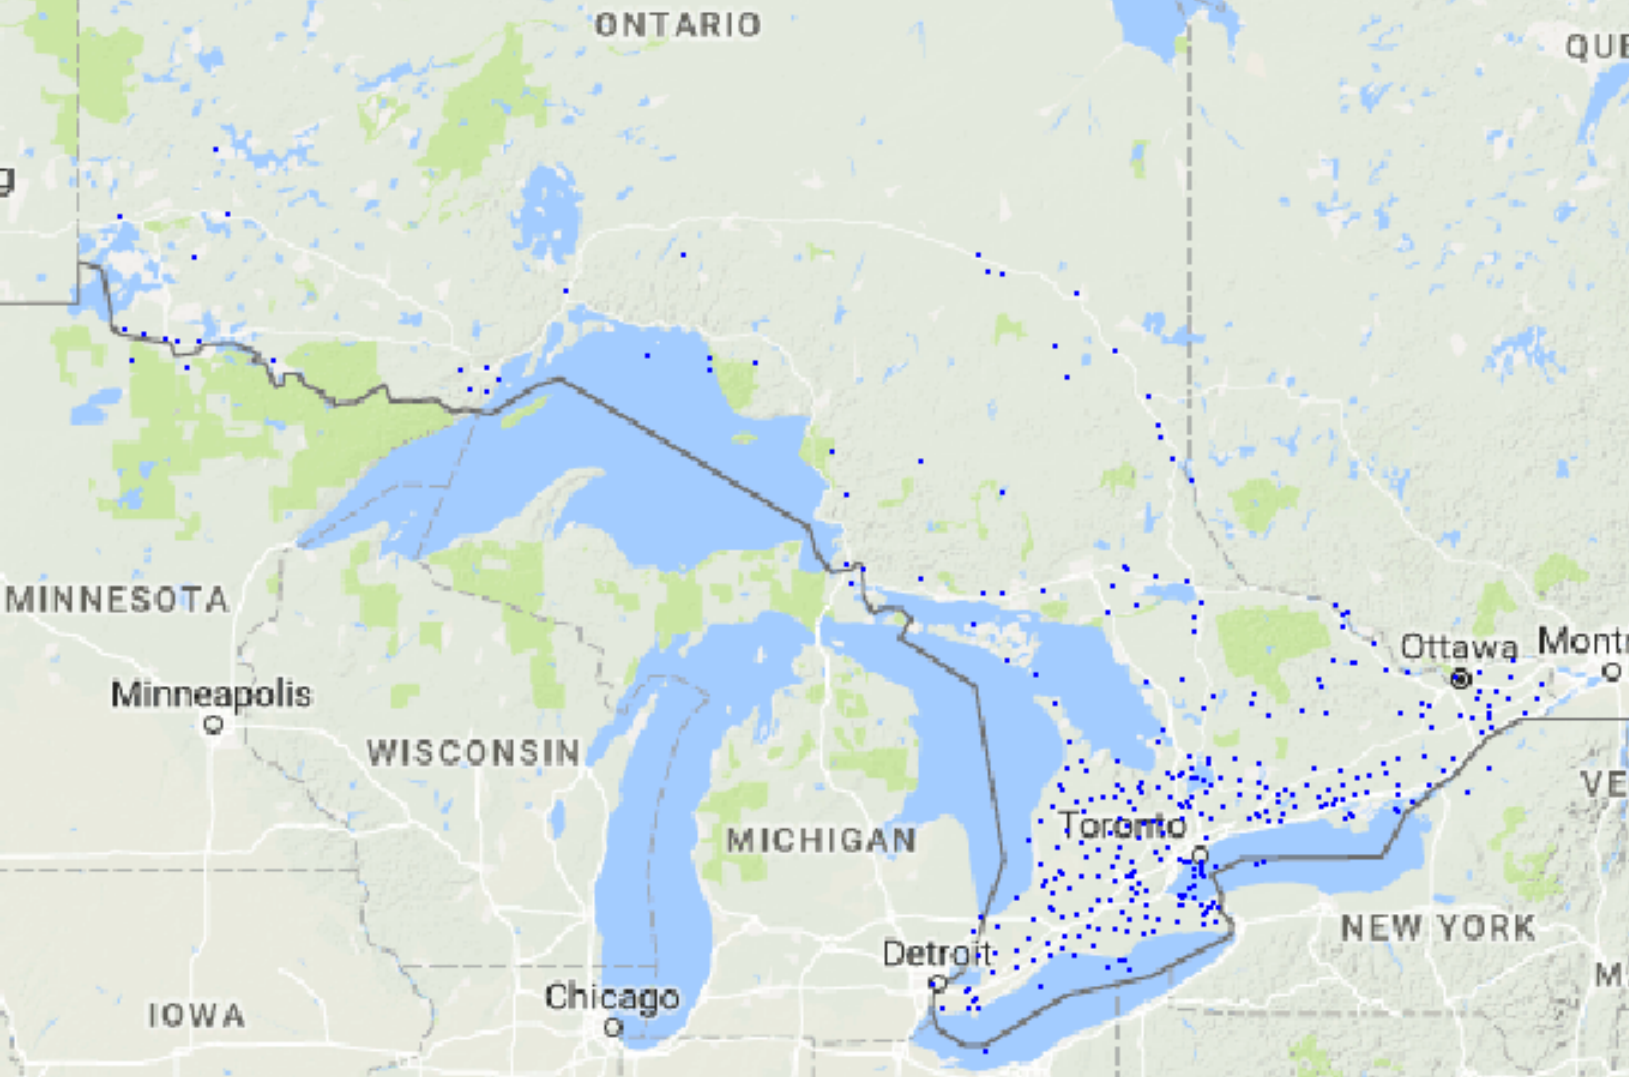 ONTARIO
QUE
g
MINNESOTA
Ottawa
Montr
Minneapolis
WISCONSIN
VE
Toronto
MICHIGAN
NEW YORK
Detroit
M
Chicago
IOWA